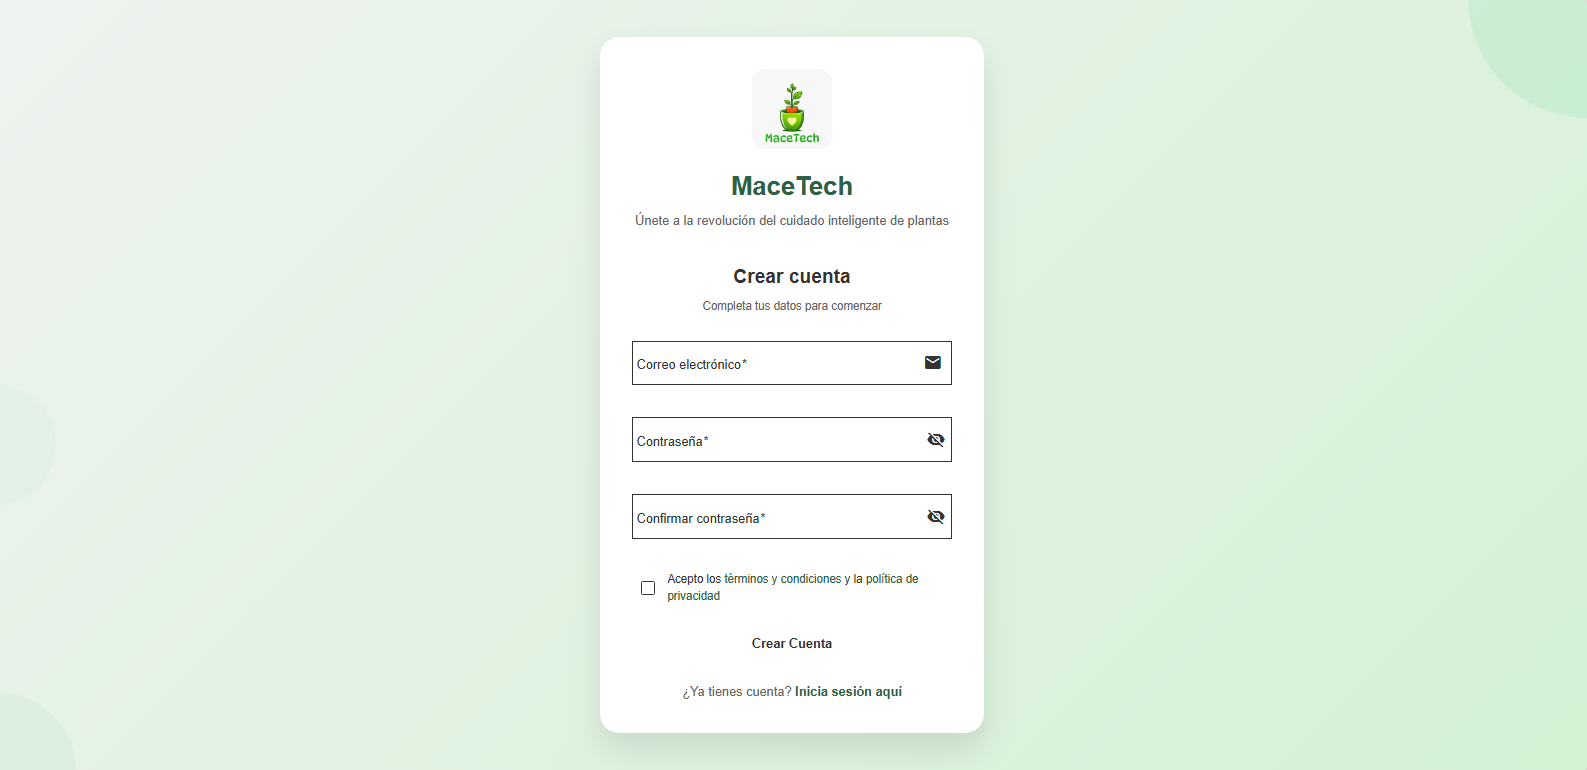 MaceTech
MaceTech
Únete a la revolución del cuidado inteligente de plantas
Crear cuenta
Completa tus datos para comenzar
Correo electrónico*
Contraseña*
Confirmar contraseña*
Acepto los términos y condiciones y la política de
privacidad
Crear Cuenta
¿Ya tienes cuenta? Inicia sesión aquí